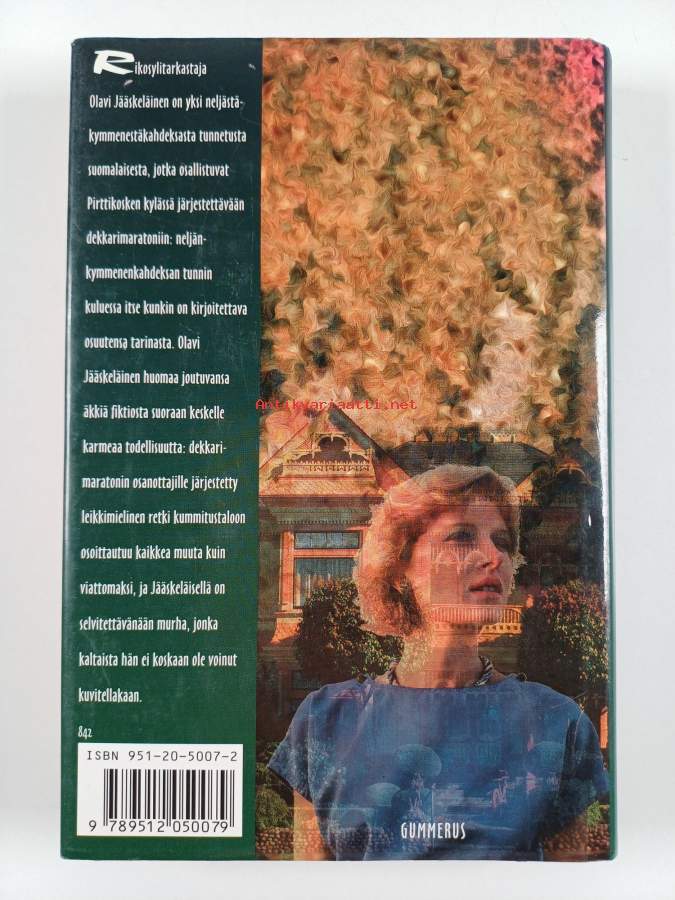 Rikosylitarkastaja
Olavi Jääskeläinen on yksi neljästä-
kymmenestäkahdeksasta tunnetusta
suomalaisesta, jotka osallistuvat
Pirttikosken kylässä järjestettävään
dekkarimaratoniin: neljän-
kymmenenkahdeksan tunnin
kuluessa itse kunkin on kirjoitettava
osuutensa tarinasta. Olavi
Jääskeläinen huomaa joutuvansa
äkkiä fiktiosta suoraan keskelle
karmeaa todellisuutta: dekkari-
maratonin osanottajille järjestetty
leikkimielinen retki kummitustaloon
osoittautuu kaikkea muuta kuin
viattomaksi, ja Jääskeläisellä on
selvitettävänään murha, jonka
kaltaista hän ei koskaan ole voinut
kuvitellakaan.
842
ISBN 951-20-5007-2
9 789512 050079
Antikvariaatti.net
GUMMERUS